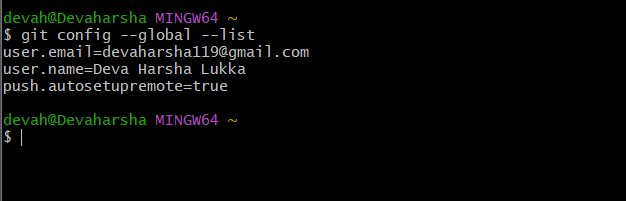 devah@Devaharsha MINGW64 ~
$ git config --global --list
user.email=devaharsha119@gmail.com
user.name=Deva Harsha Lukka
push.autosetupremote=true
devah@Devaharsha MINGW64 ~
$